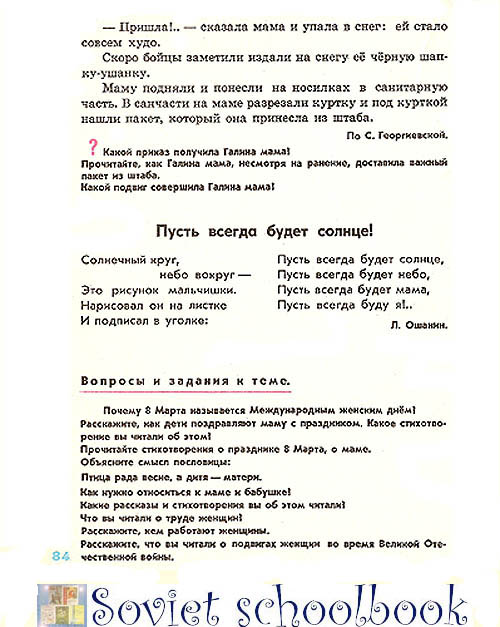 — Пришла!.. — сказала мама и упала в снег: ей стало
совсем худо.
Скоро бойцы заметили издали на снегу её чёрную шап-
ку-ушанку.
Маму подняли и понесли на носилках в санитарную
часть. В санчасти на маме разрезали куртку и под курткой
нашли пакет, который она принесла из штаба.
По С. Георгиевской.
? Какой приказ получила Галина мама?
Прочитайте, как Галина мама, несмотря на ранение, доставила важный
пакет из штаба.
Какой подвиг совершила Галина мама?
Пусть всегда будет солнце!
Солнечный круг,
небо вокруг —
Это рисунок мальчишки.
Нарисовал он на листке
И подписал в уголке:
Пусть всегда будет солнце,
Пусть всегда будет небо,
Пусть всегда будет мама,
Пусть всегда буду я!..
Л. Ошанин.
Вопросы и задания к теме.
Почему 8 Марта называется Международным женским днём?
Расскажите, как дети поздравляют маму с праздником. Какое стихотво-
рение вы читали об этом?
Прочитайте стихотворения о празднике 8 Марта, о маме.
Объясните смысл пословицы:
Птица рада весне, а дитя — матери.
Как нужно относиться к маме и бабушке?
Какие рассказы и стихотворения вы об этом читали?
Что вы читали о труде женщин?
Расскажите, кем работают женщины.
Расскажите, что вы читали о подвигах женщин во время Великой Оте-
чественной войны.
84
Soviet schoolbook